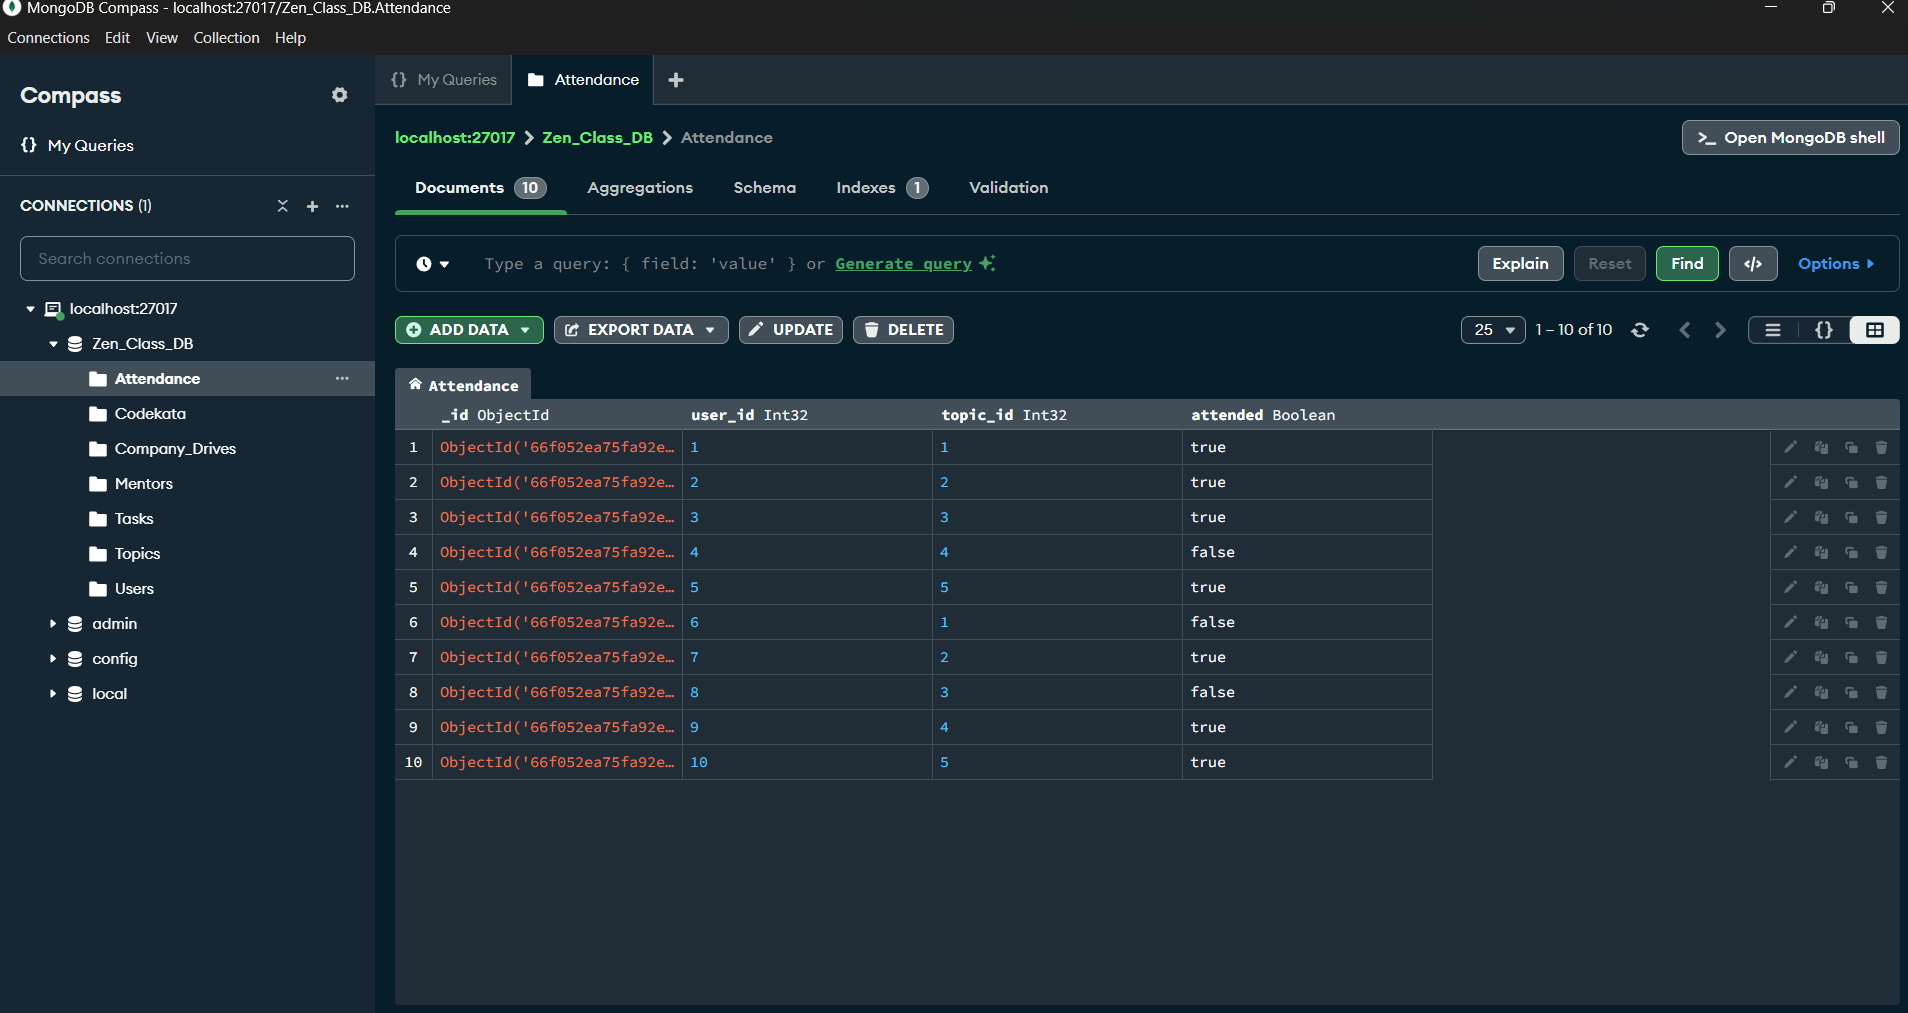 MongoDB Compass - localhost:27017/Zen_Class_DB.Attendance
Connections Edit View Collection Help
Compass
My Queries
CONNECTIONS (1)
Search connections
localhost:27017
Zen_Class_DB
Attendance
Codekata
Company_Drives
Mentors
Tasks
Topics
Users
admin
config
local
{} My Queries Attendance +
localhost:27017 > Zen_Class_DB > Attendance
>_ Open MongoDB shell
Documents 10 Aggregations Schema Indexes 1 Validation
Type a query: { field: 'value' } or Generate query
Explain Reset Find </> Options
ADD DATA EXPORT DATA UPDATE DELETE
25 1 – 10 of 10 {}
Attendance
_id ObjectId user_id Int32 topic_id Int32 attended Boolean
1 ObjectId('66f052ea75fa92e… 1 1 true
2 ObjectId('66f052ea75fa92e… 2 2 true
3 ObjectId('66f052ea75fa92e… 3 3 true
4 ObjectId('66f052ea75fa92e… 4 4 false
5 ObjectId('66f052ea75fa92e… 5 5 true
6 ObjectId('66f052ea75fa92e… 6 1 false
7 ObjectId('66f052ea75fa92e… 7 2 true
8 ObjectId('66f052ea75fa92e… 8 3 false
9 ObjectId('66f052ea75fa92e… 9 4 true
10 ObjectId('66f052ea75fa92e… 10 5 true